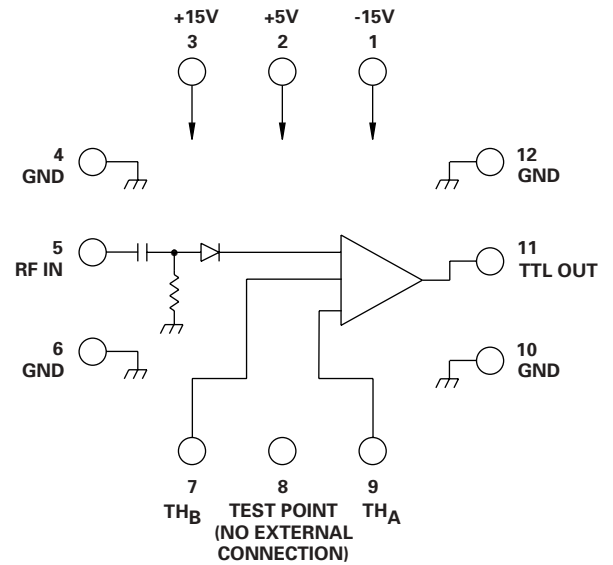 +15V
3
+5V
2
-15V
1
4
GND
12
GND
5
RF IN
11
TTL OUT
6
GND
10
GND
7
THB
8
TEST POINT
(NO EXTERNAL
CONNECTION)
9
THA